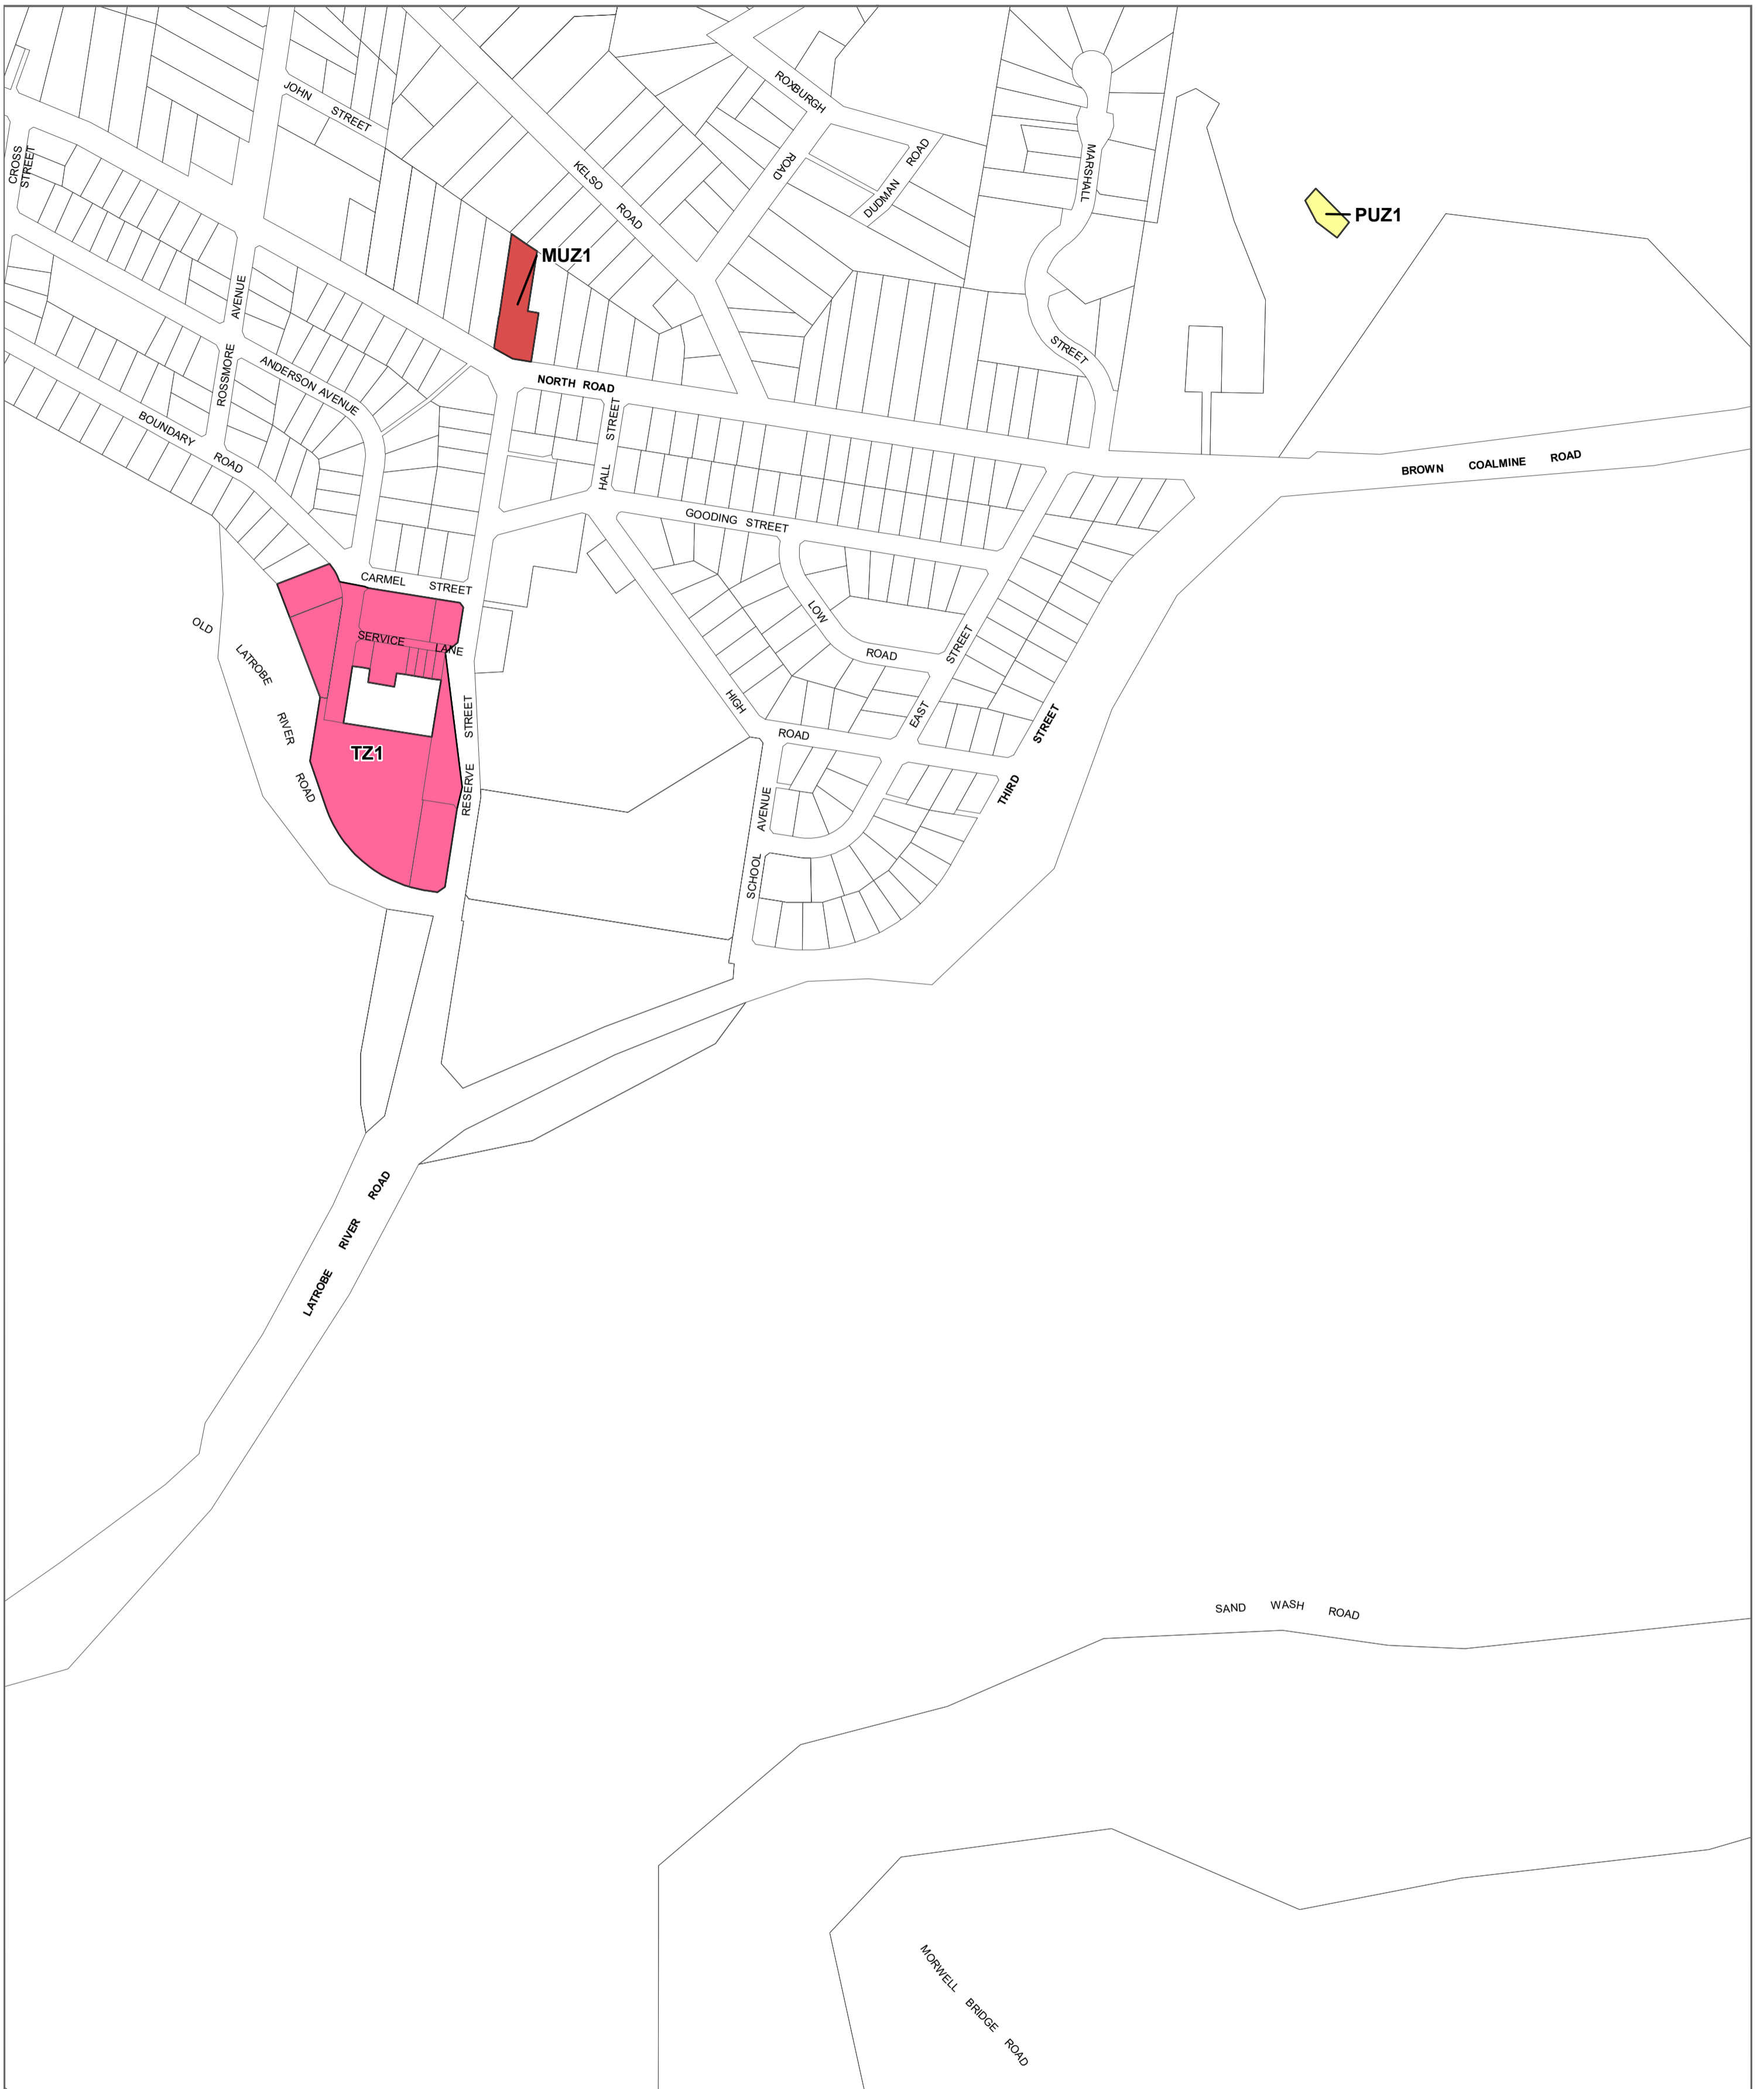 JOHN STREET
CROSS STREET
ROXBURGH ROAD
DUDMAN ROAD
MARSHALL STREET
KELSO ROAD
PUZ1
MUZ1
ROSSMORE AVENUE
ANDERSON AVENUE
NORTH ROAD
HALL STREET
BOUNDARY ROAD
BROWN COALMINE ROAD
GOODING STREET
CARMEL STREET
LOW ROAD
SERVICE LANE
OLD LATROBE RIVER ROAD
EAST STREET
HIGH ROAD
THIRD STREET
TZ1
RESERVE STREET
SCHOOL AVENUE
LATROBE RIVER ROAD
SAND WASH ROAD
MORWELL BRIDGE ROAD